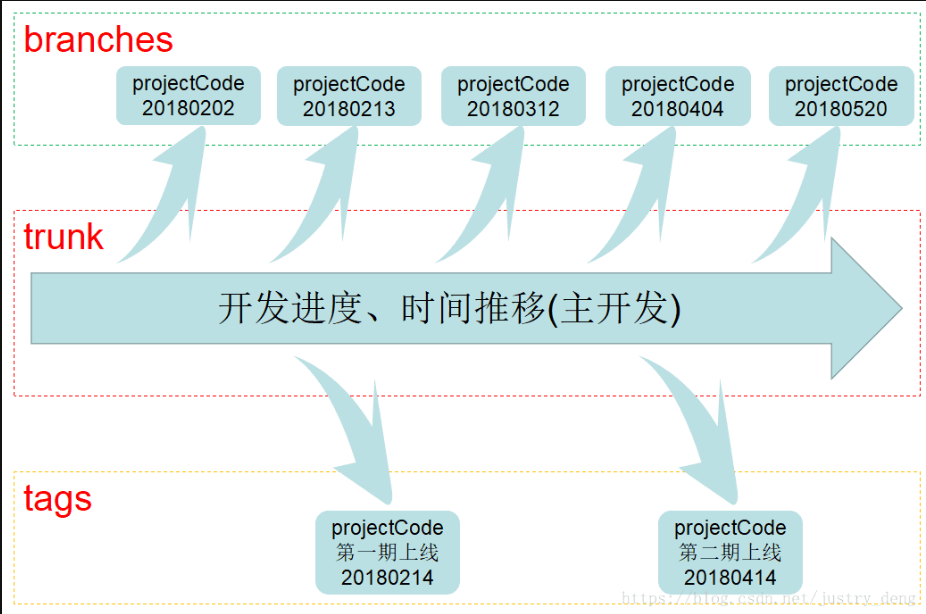 branches
projectCode
20180202
projectCode
20180213
projectCode
20180312
projectCode
20180404
projectCode
20180520
trunk
开发进度、时间推移(主开发)
tags
projectCode
第一期上线
20180214
projectCode
第二期上线
20180414
https://blog.csdn.net/justry_deng